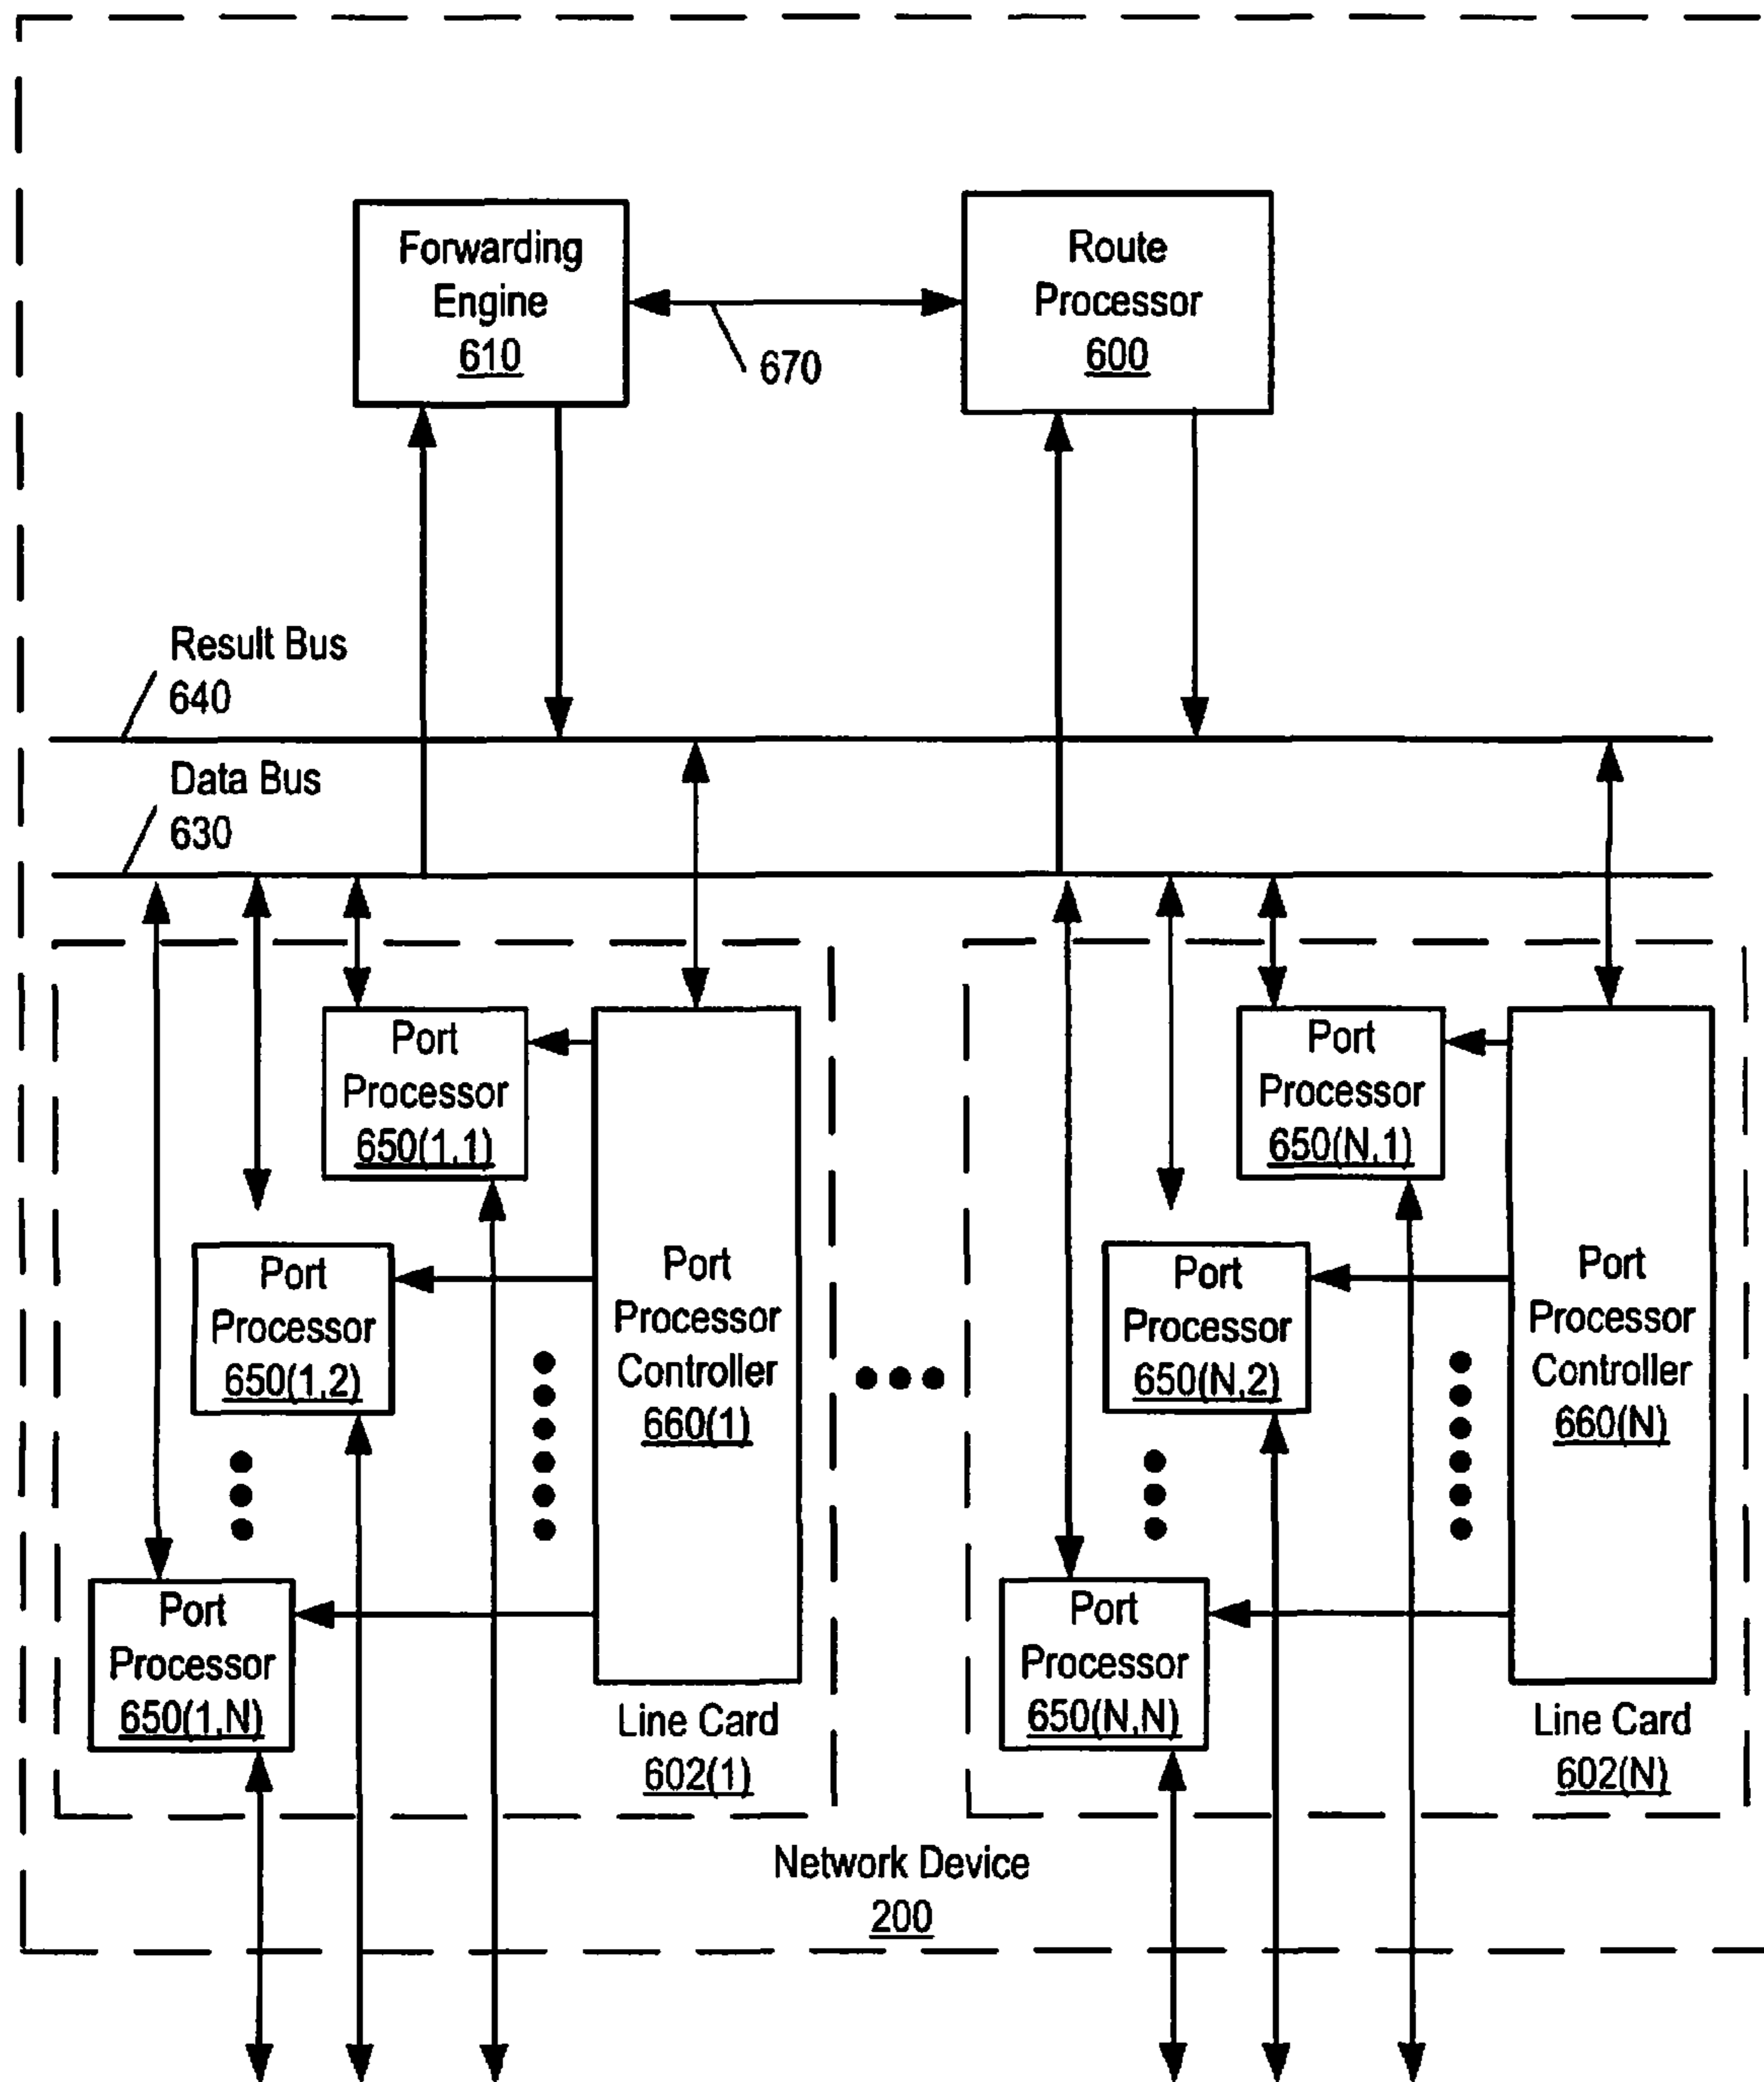 Forwarding
Engine
610
Route
Processor
600
670
Result Bus
640
Data Bus
630
Port
Processor
650(1,1)
Port
Processor
650(1,2)
Port
Processor
650(1,N)
Port
Processor
Controller
660(1)
Line Card
602(1)
Port
Processor
650(N,1)
Port
Processor
650(N,2)
Port
Processor
650(N,N)
Port
Processor
Controller
660(N)
Line Card
602(N)
Network Device
200